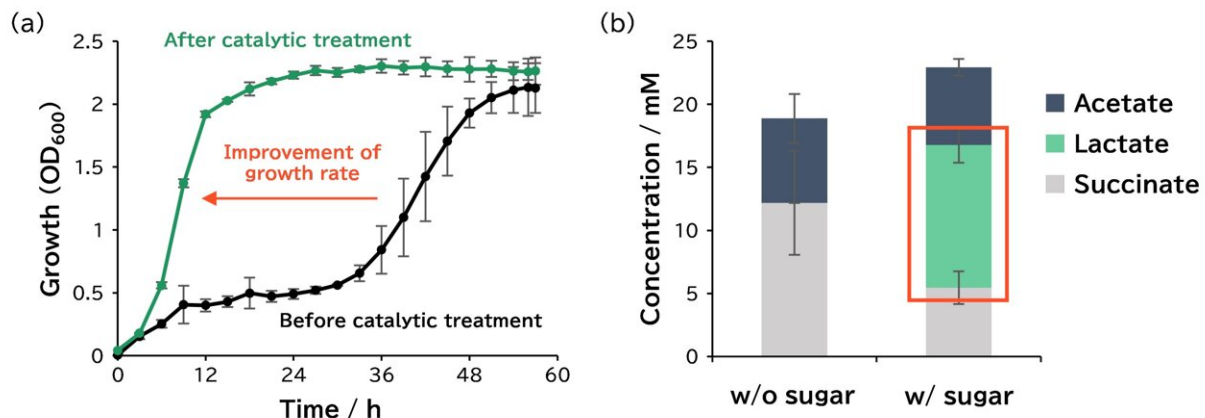 (a)
After catalytic treatment
Improvement of
growth rate
Before catalytic treatment
Growth (OD₆₀₀)
2.5
2
1.5
1
0.5
0
0 12 24 36 48 60
Time / h
(b)
Concentration / mM
25
20
15
10
5
0
w/o sugar w/ sugar
Acetate
Lactate
Succinate